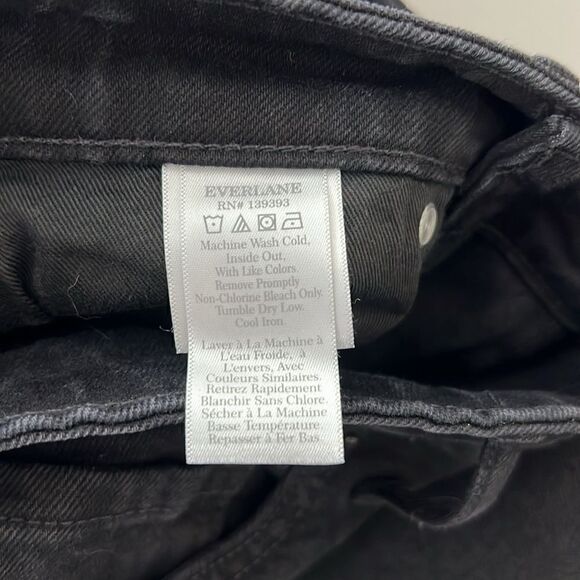 EVERLANE
RN# 139393
Machine Wash Cold,
Inside Out,
With Like Colors.
Remove Promptly
Non-Chlorine Bleach Only.
Tumble Dry Low.
Cool Iron.
Laver à La Machine à
L'eau Froide, à
L'envers, Avec
Couleurs Similaires.
Retirez Rapidement
Blanchir Sans Chlore.
Sécher à La Machine
Basse Température.
Repasser à Fer Bas.